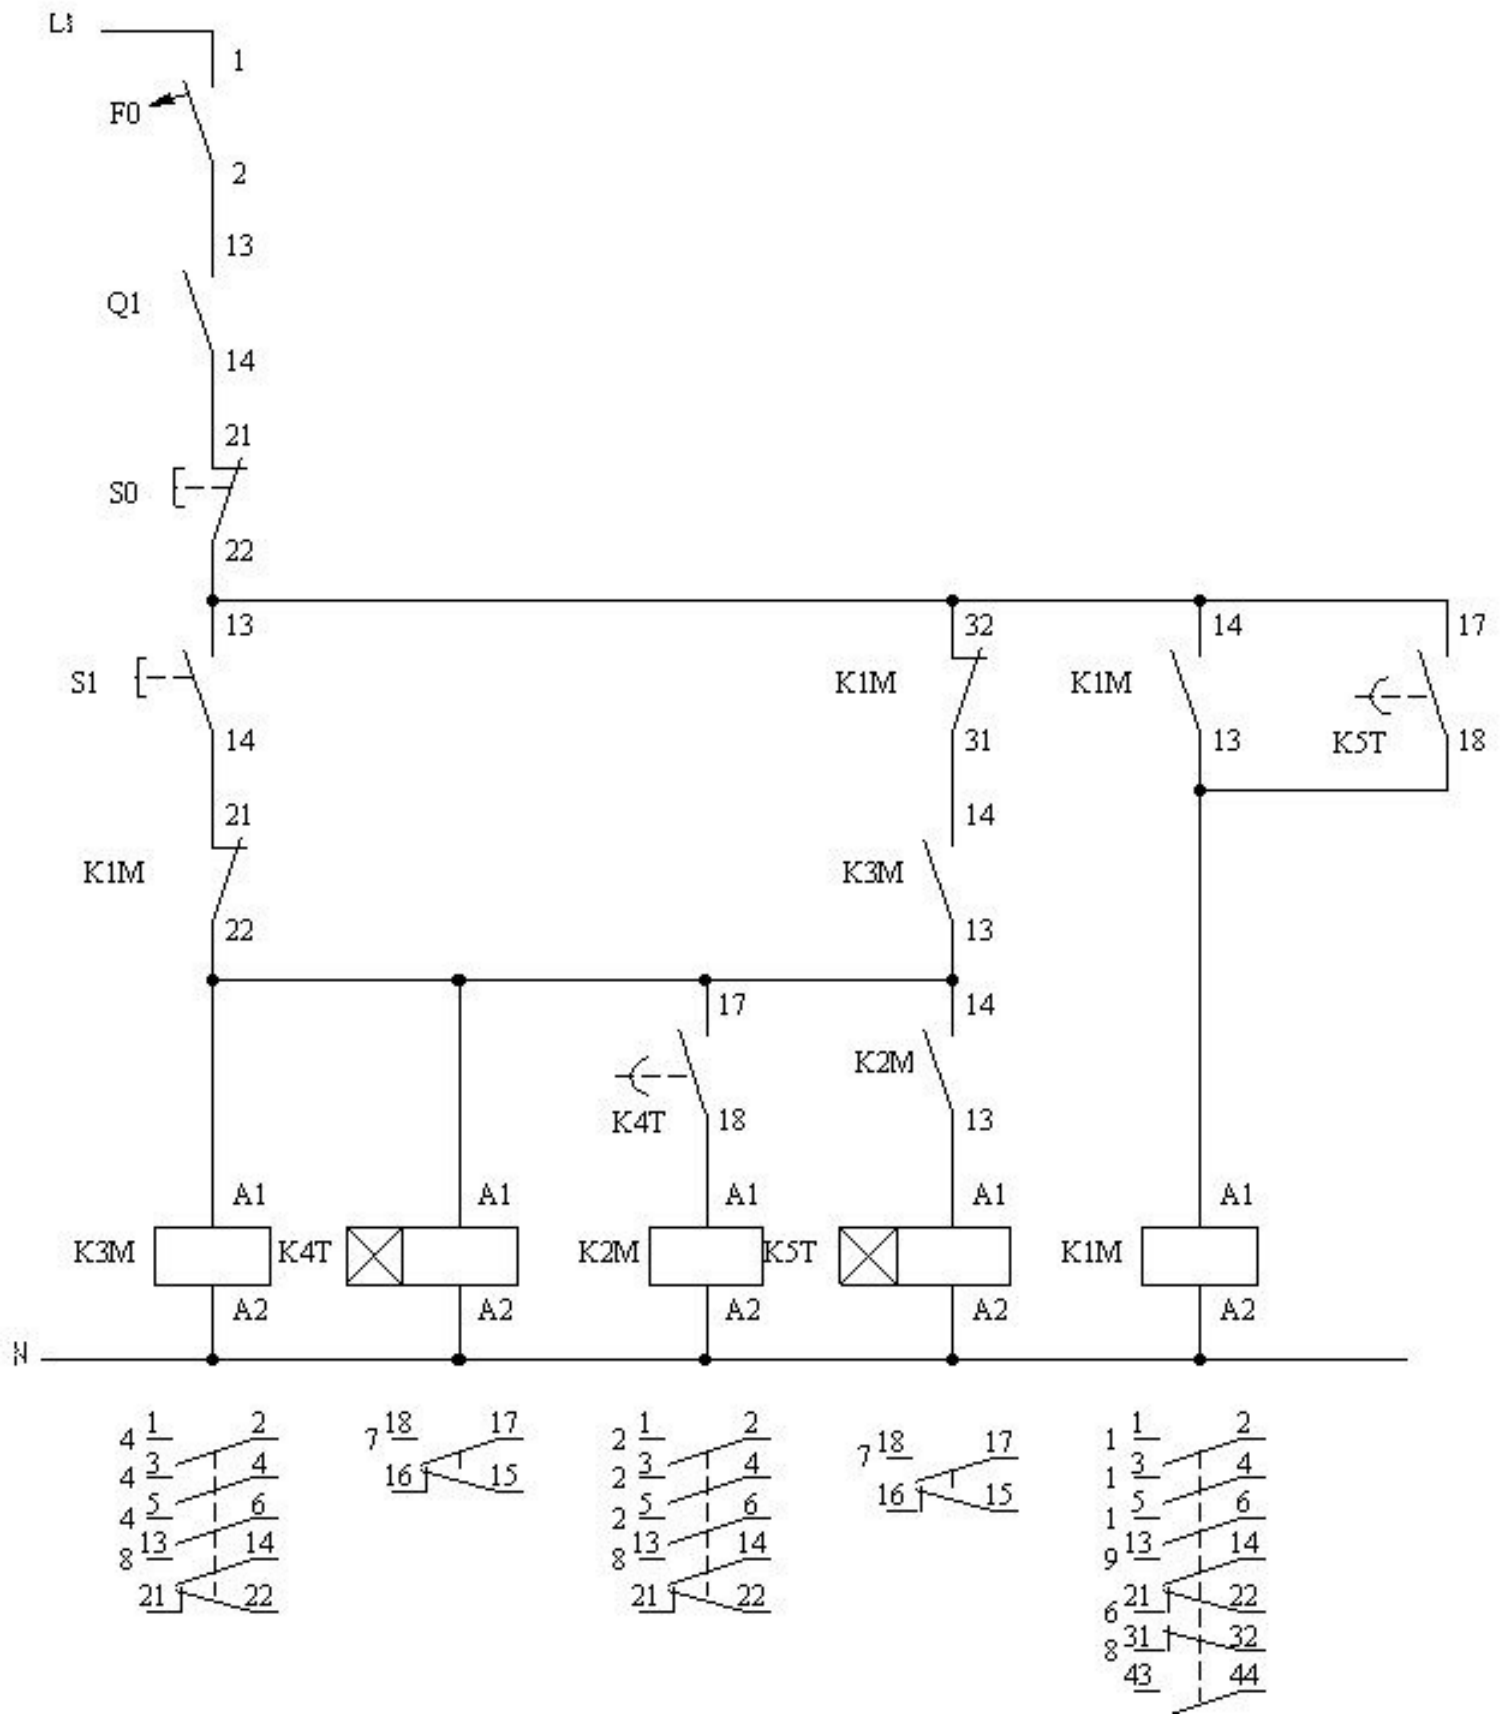 L1
1
F0
2
13
Q1
14
21
S0
22
13 32 14 17
S1 K1M K1M
K5T
14 31 13 18
21 14
K1M K3M
22 13
17 14
K2M
K4T 18 13
A1 A1 A1 A1 A1
K3M K4T K2M K5T K1M
A2 A2 A2 A2 A2
N
4 1 2
4 3 4
4 5 6
8 13 14
21 22
7 18 17
16 15
2 1 2
2 3 4
2 5 6
8 13 14
21 22
7 18 17
16 15
1 1 2
1 3 4
1 5 6
9 13 14
6 21 22
8 31 32
43 44